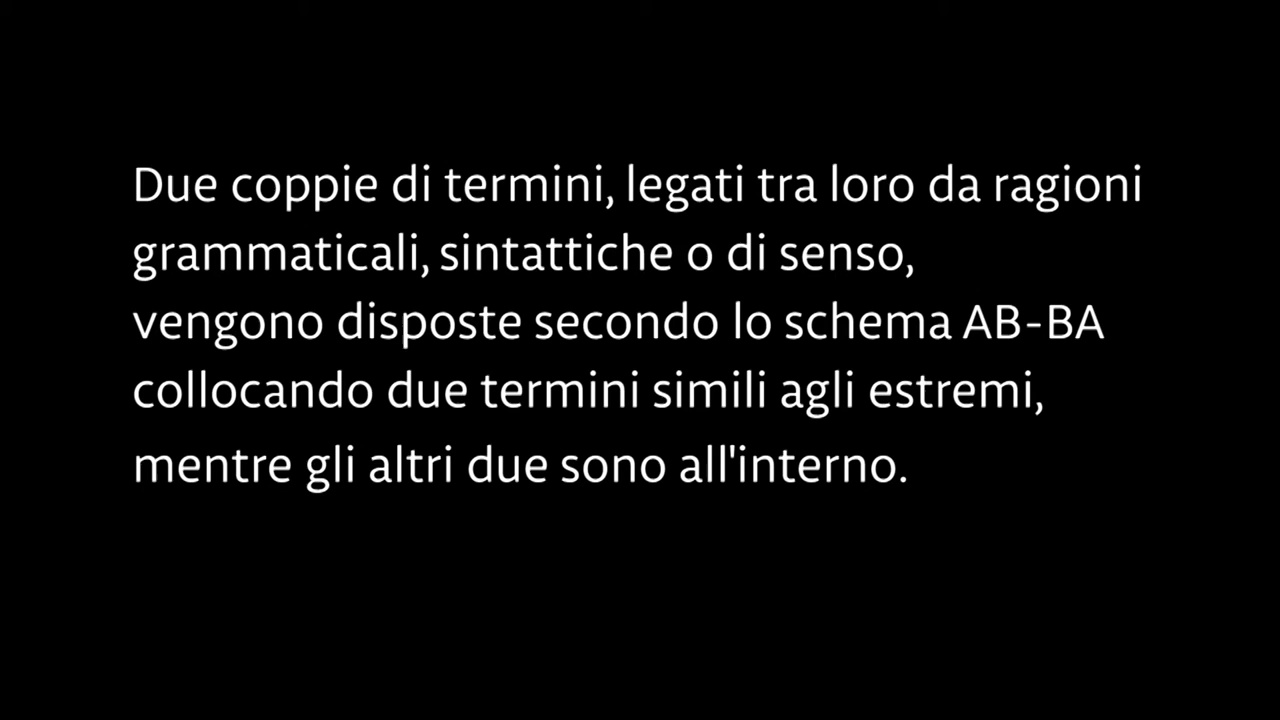 Due coppie di termini, legati tra loro da ragioni
grammaticali, sintattiche o di senso,
vengono disposte secondo lo schema AB-BA
collocando due termini simili agli estremi,
mentre gli altri due sono all'interno.